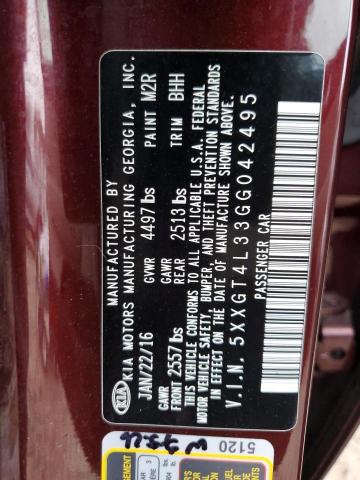 MANUFACTURED BY
KIA MOTORS MANUFACTURING GEORGIA, INC.
JAN/22/16 GVWR 4497 lbs PAINT M2R
GAWR FRONT 2557 lbs GAWR REAR 2513 lbs TRIM BHH
THIS VEHICLE CONFORMS TO ALL APPLICABLE U.S.A. FEDERAL
MOTOR VEHICLE SAFETY, BUMPER, AND THEFT PREVENTION STANDARDS
IN EFFECT ON THE DATE OF MANUFACTURE SHOWN ABOVE.
V.I.N. 5XXGT4L33GG042495
PASSENGER CAR
KIA
5120